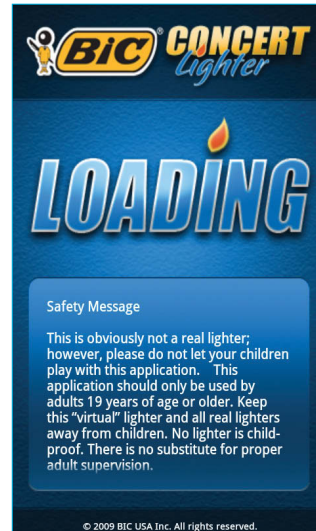 BiC® CONCERT
Lighter
LOADING
Safety Message
This is obviously not a real lighter;
however, please do not let your children
play with this application. This
application should only be used by
adults 19 years of age or older. Keep
this “virtual” lighter and all real lighters
away from children. No lighter is child-
proof. There is no substitute for proper
adult supervision.
© 2009 BIC USA Inc. All rights reserved.